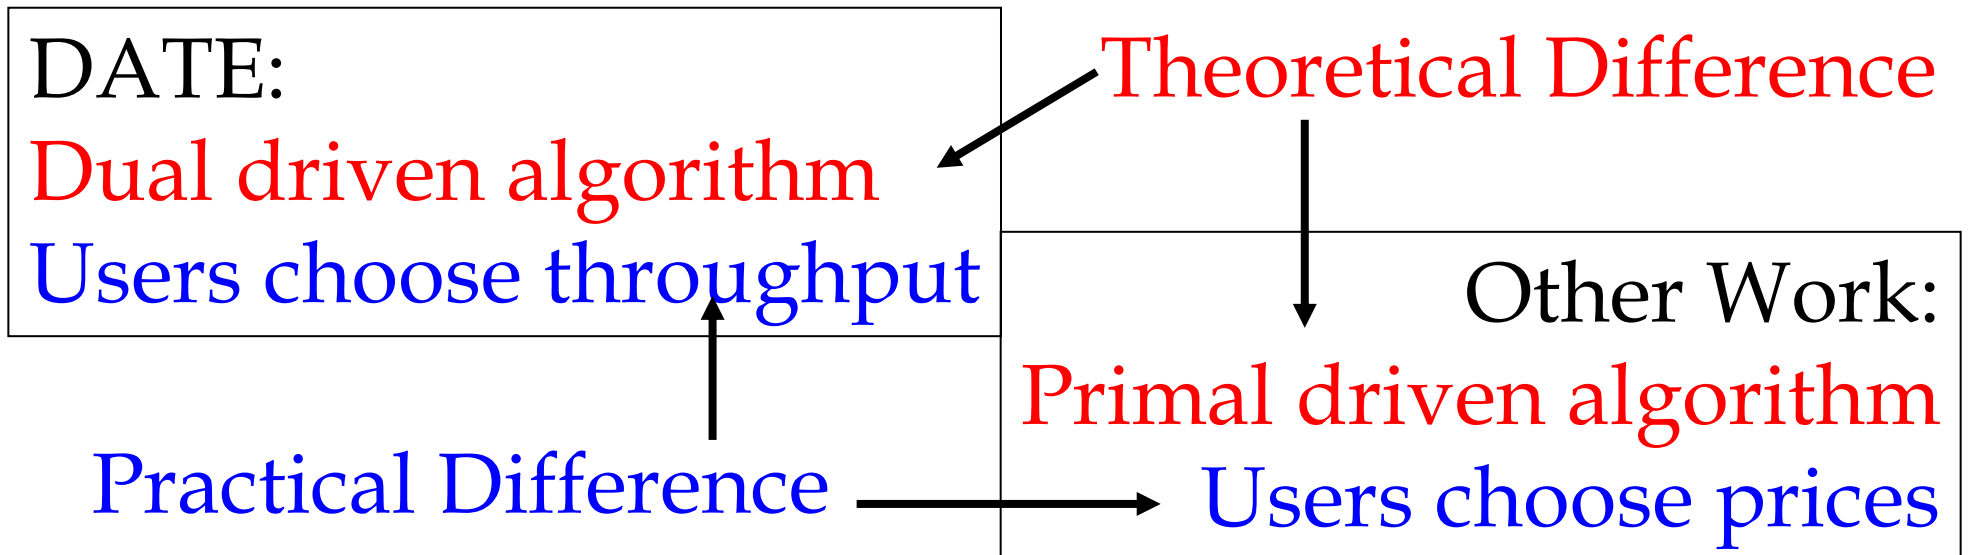 DATE:
Dual driven algorithm
Users choose throughput
Theoretical Difference
Other Work:
Primal driven algorithm
Users choose prices
Practical Difference